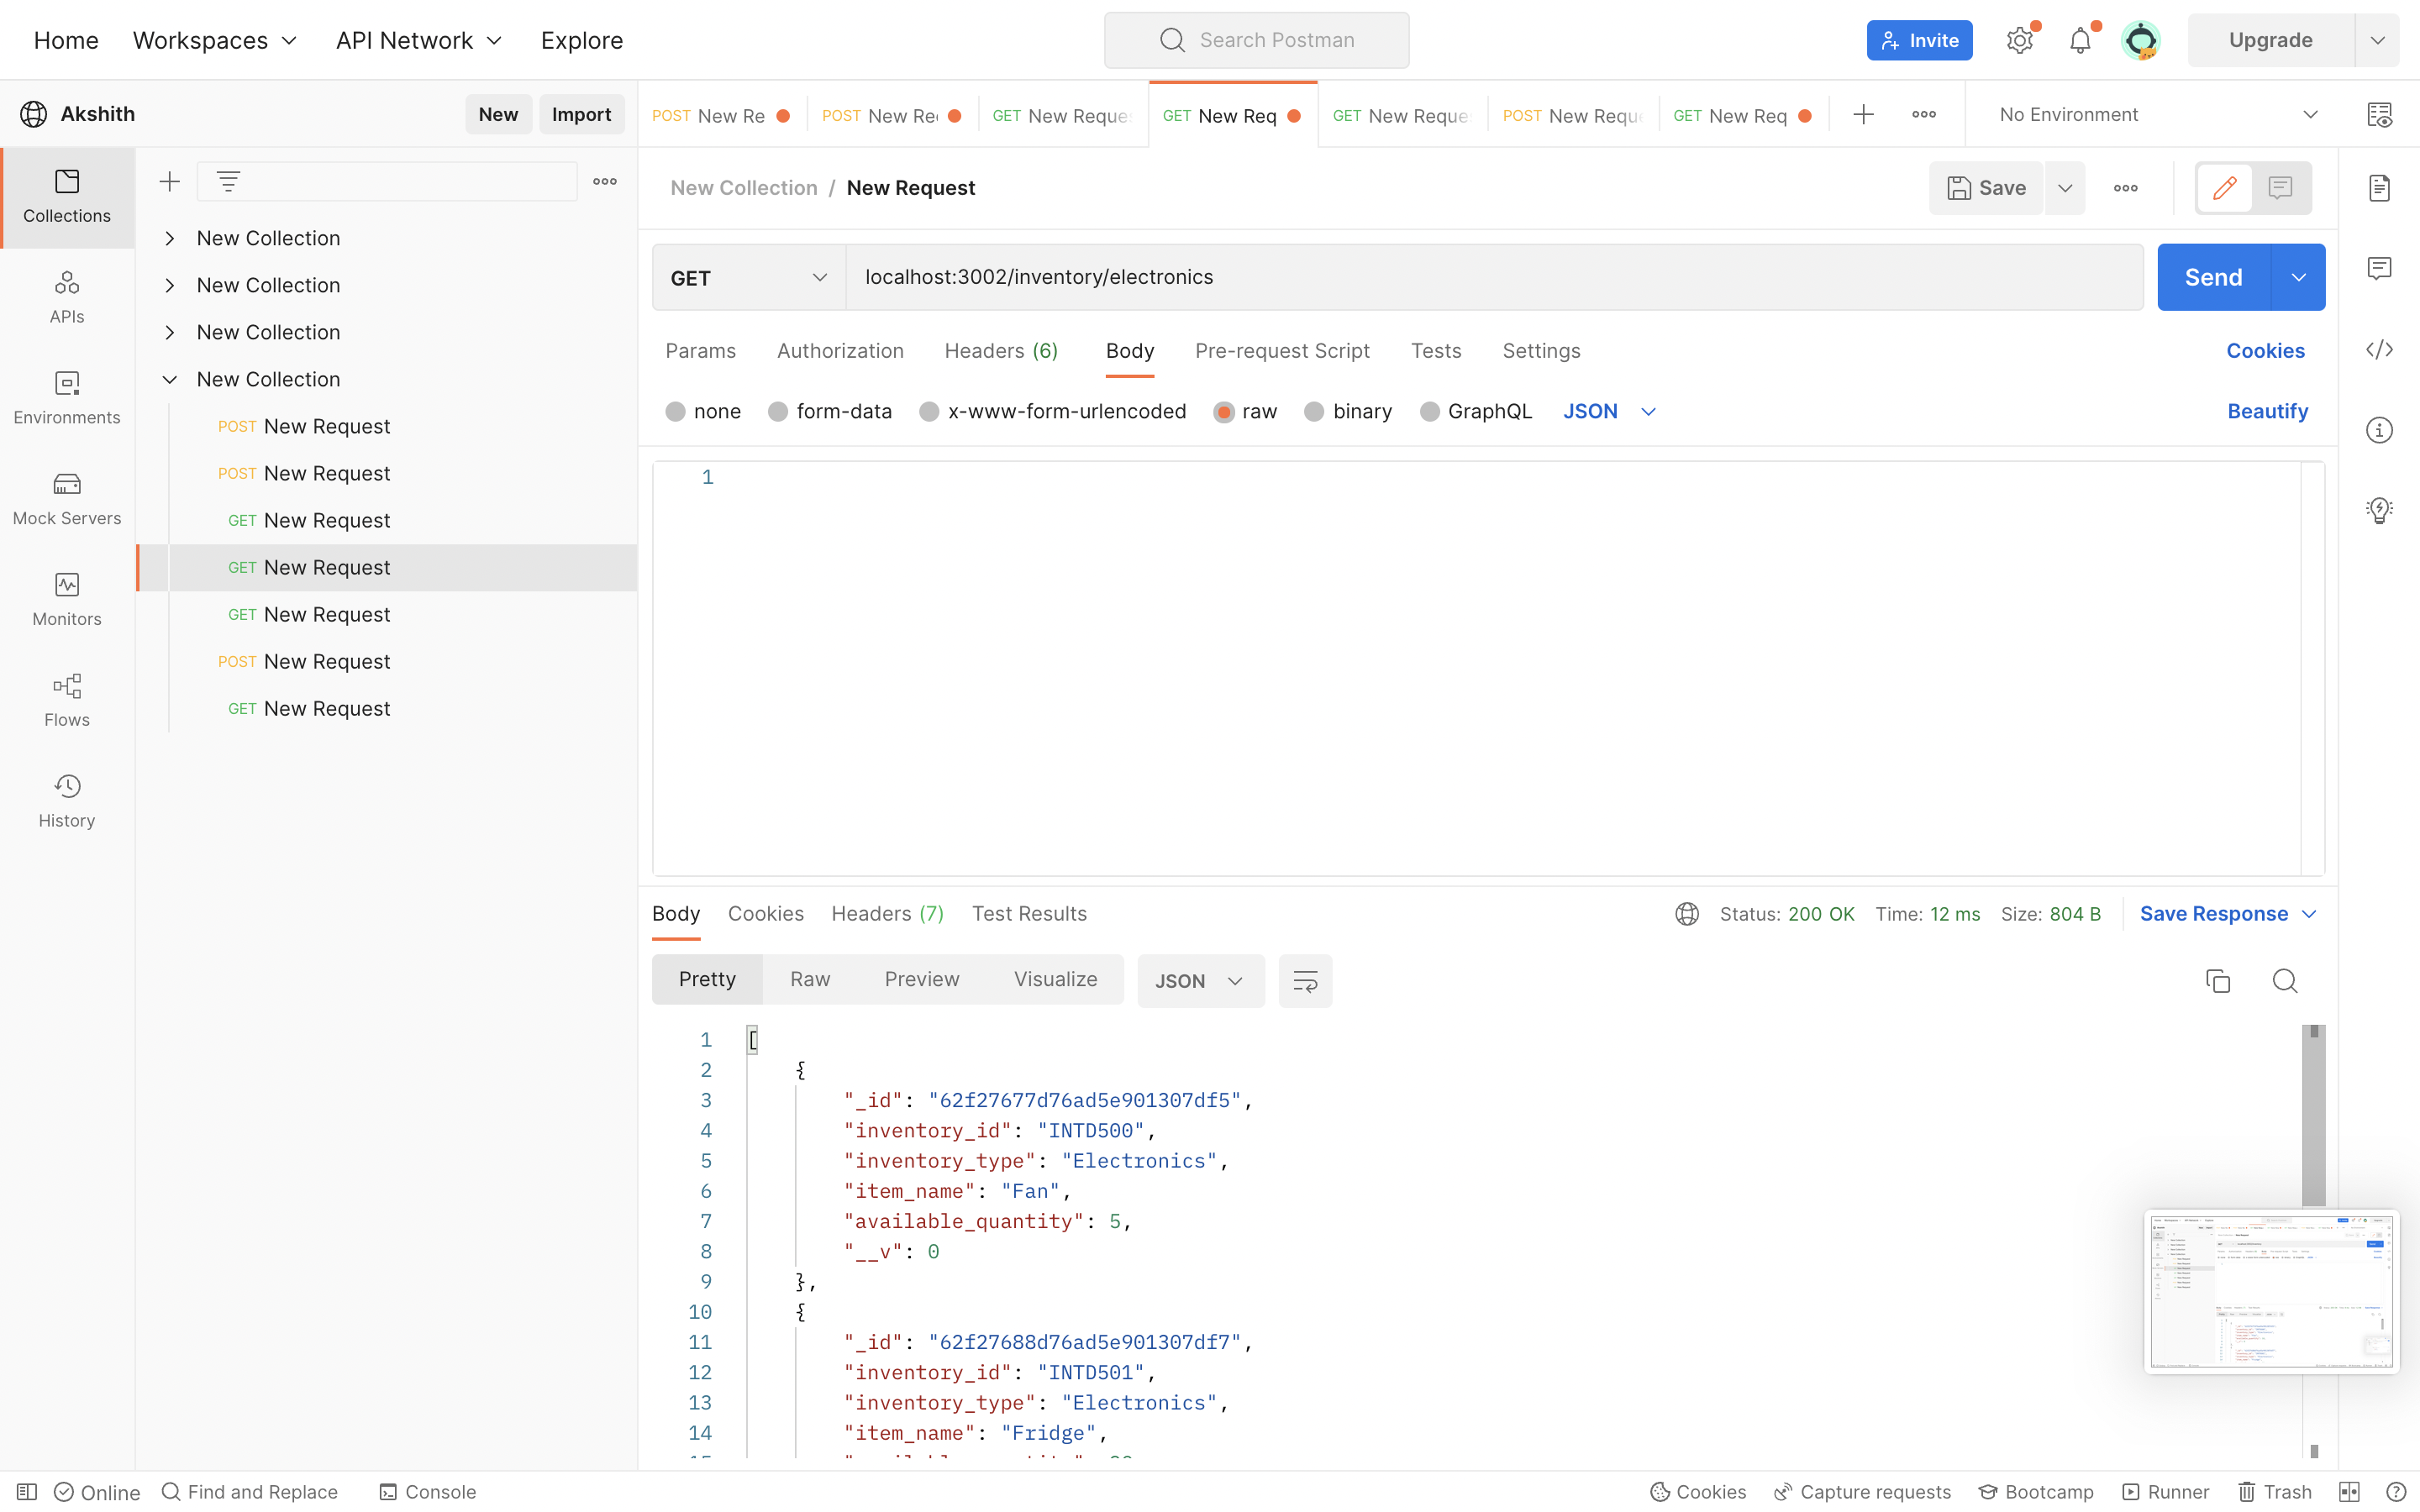 Home Workspaces API Network Explore Search Postman Invite Upgrade
Akshith New Import
POST New Re POST New Re GET New Reque GET New Req GET New Reque POST New Requ GET New Req No Environment
Collections
APIs
Environments
Mock Servers
Monitors
Flows
History
New Collection
New Collection
New Collection
New Collection
POST New Request
POST New Request
GET New Request
GET New Request
GET New Request
POST New Request
GET New Request
New Collection / New Request Save
GET localhost:3002/inventory/electronics Send
Params Authorization Headers (6) Body Pre-request Script Tests Settings Cookies
none form-data x-www-form-urlencoded raw binary GraphQL JSON Beautify
1
Body Cookies Headers (7) Test Results Status: 200 OK Time: 12 ms Size: 804 B Save Response
Pretty Raw Preview Visualize JSON
1 [
2 {
3 "_id": "62f27677d76ad5e901307df5",
4 "inventory_id": "INTD500",
5 "inventory_type": "Electronics",
6 "item_name": "Fan",
7 "available_quantity": 5,
8 "__v": 0
9 },
10 {
11 "_id": "62f27688d76ad5e901307df7",
12 "inventory_id": "INTD501",
13 "inventory_type": "Electronics",
14 "item_name": "Fridge",
Online Find and Replace Console Cookies Capture requests Bootcamp Runner Trash